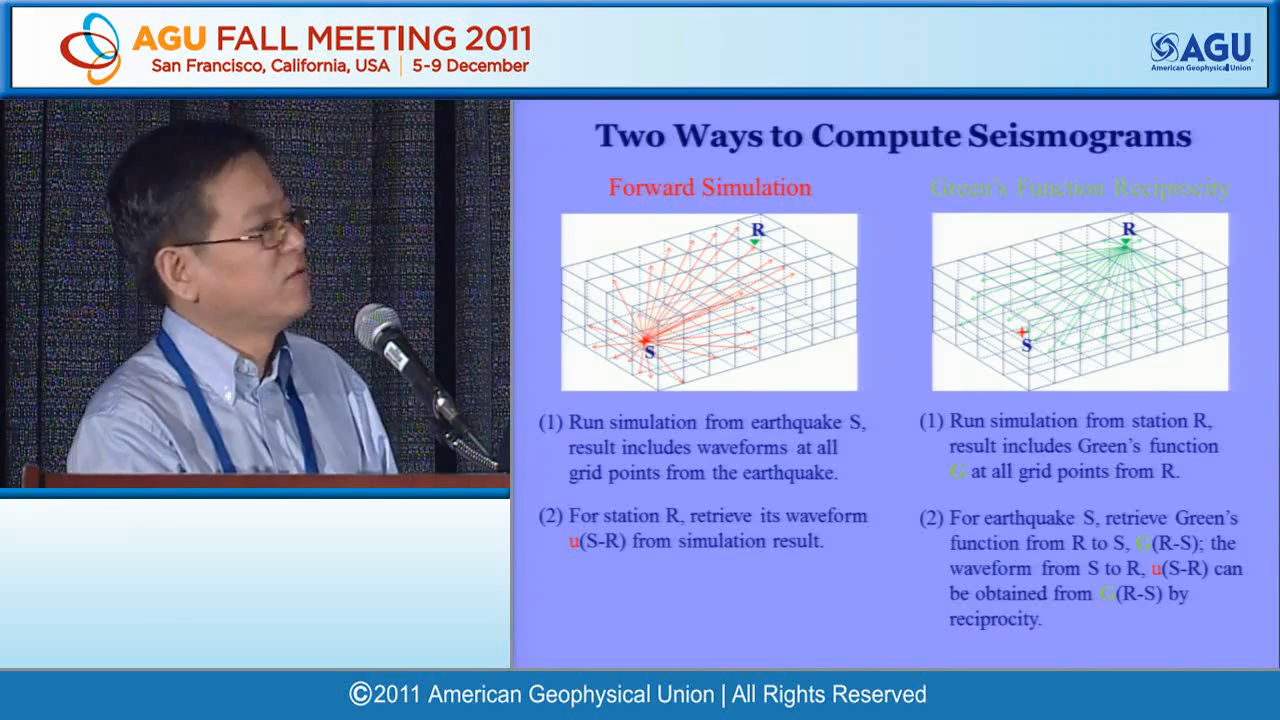 AGU FALL MEETING 2011
San Francisco, California, USA | 5-9 December
AGU
American Geophysical Union
Two Ways to Compute Seismograms
Forward Simulation
Green's Function Reciprocity
R
S
R
S
(1) Run simulation from earthquake S,
result includes waveforms at all
grid points from the earthquake.
(2) For station R, retrieve its waveform
u(S-R) from simulation result.
(1) Run simulation from station R,
result includes Green's function
G at all grid points from R.
(2) For earthquake S, retrieve Green's
function from R to S, G(R-S); the
waveform from S to R, u(S-R) can
be obtained from G(R-S) by
reciprocity.
©2011 American Geophysical Union | All Rights Reserved